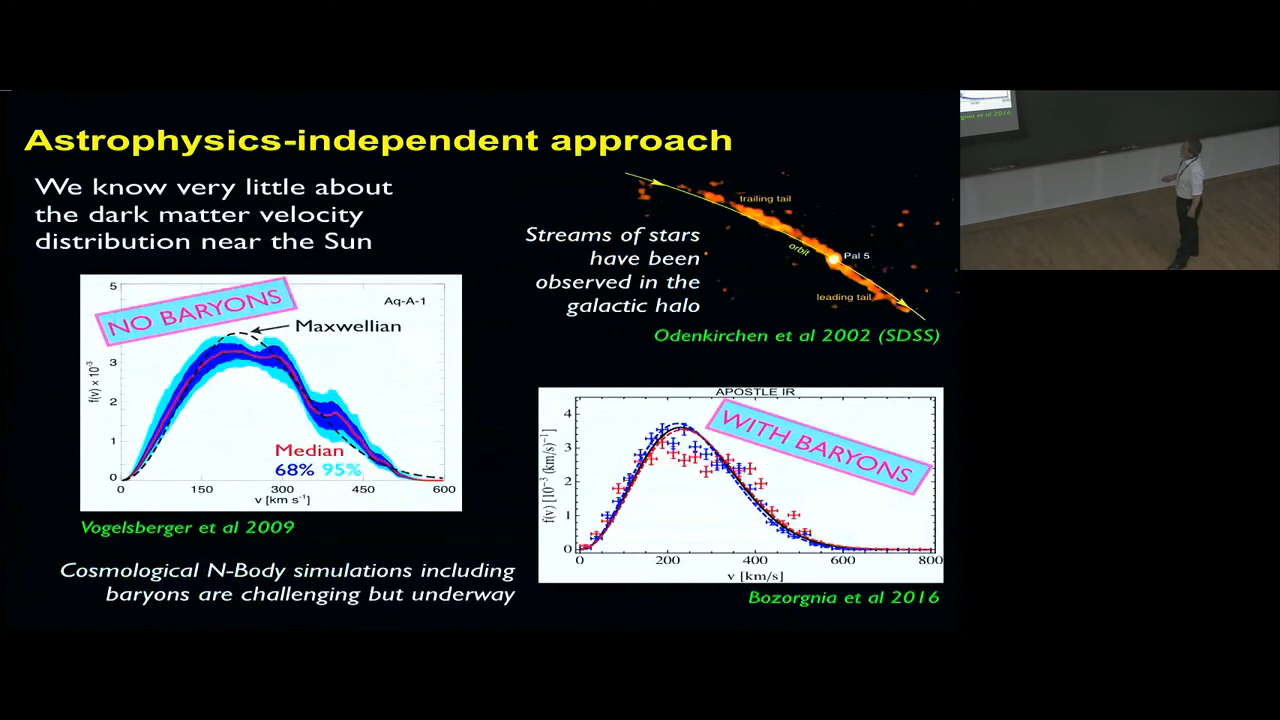 Astrophysics-independent approach
We know very little about
the dark matter velocity
distribution near the Sun
trailing tail
orbit
Pal 5
leading tail
Streams of stars
have been
observed in the
galactic halo
Odenkirchen et al 2002 (SDSS)
NO BARYONS
Aq-A-1
Maxwellian
f(v) x 10⁻³
5
3
2
1
0
Median
68% 95%
0 150 300 450 600
v [km s⁻¹]
Vogelsberger et al 2009
Cosmological N-Body simulations including
baryons are challenging but underway
APOSTLE IR
WITH BARYONS
f(v) [10⁻³ (km/s)⁻¹]
4
3
2
1
0
0 200 400 600 800
v [km/s]
Bozorgnia et al 2016
gnia et al 2016